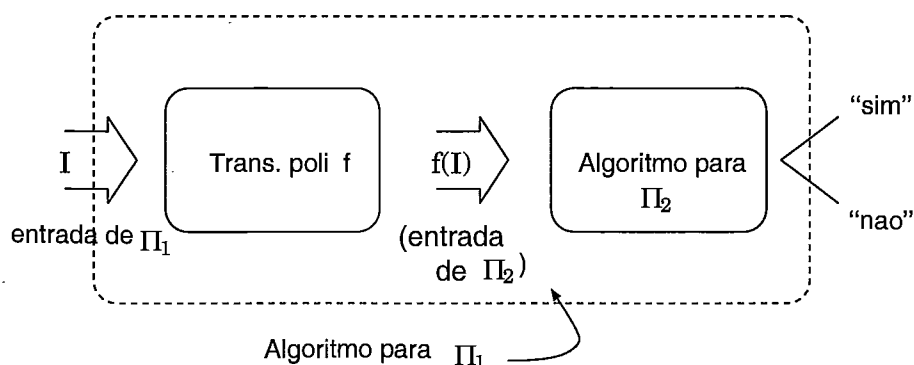 "sim"
I
Trans. poli f
f(I)
Algoritmo para
Π₂
entrada de Π₁
(entrada
de Π₂)
"nao"
Algoritmo para Π₁